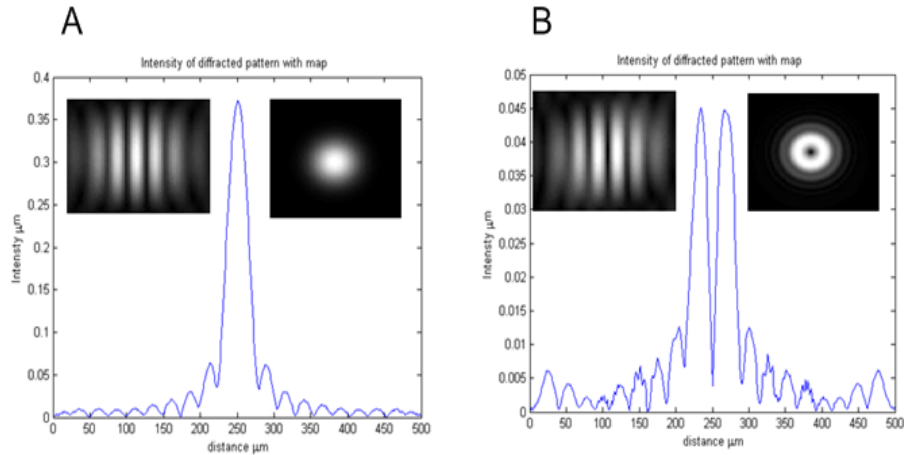 A
Intensity of diffracted pattern with map
0.4
0.35
0.3
0.25
0.2
0.15
0.1
0.05
0
Intensty μm
0 50 100 150 200 250 300 350 400 450 500
distance μm
B
Intensity of diffracted pattern with map
0.05
0.045
0.04
0.035
0.03
0.025
0.02
0.015
0.01
0.005
0
Intensty μm
0 50 100 150 200 250 300 350 400 450 500
distance μm